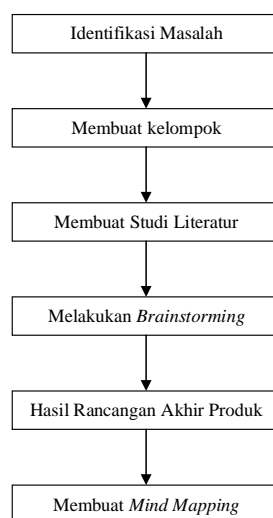 Identifikasi Masalah
Membuat kelompok
Membuat Studi Literatur
Melakukan Brainstorming
Hasil Rancangan Akhir Produk
Membuat Mind Mapping